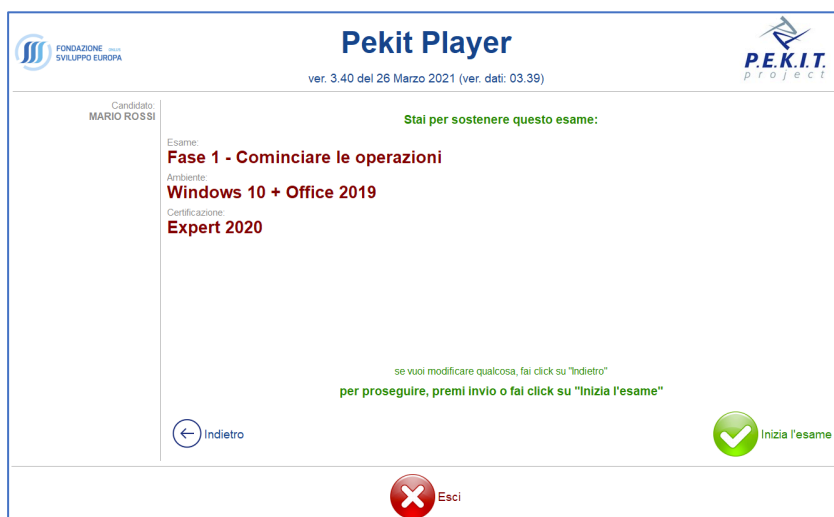 FONDAZIONE SVILUPPO EUROPA
Pekit Player
ver. 3.40 del 26 Marzo 2021 (ver. dati: 03.39)
P.E.K.I.T.
project
Candidato:
MARIO ROSSI
Stai per sostenere questo esame:
Esame:
Fase 1 - Cominciare le operazioni
Ambiente:
Windows 10 + Office 2019
Certificazione:
Expert 2020
se vuoi modificare qualcosa, fai click su "Indietro"
per proseguire, premi invio o fai click su "Inizia l'esame"
Indietro
Inizia l'esame
Esci